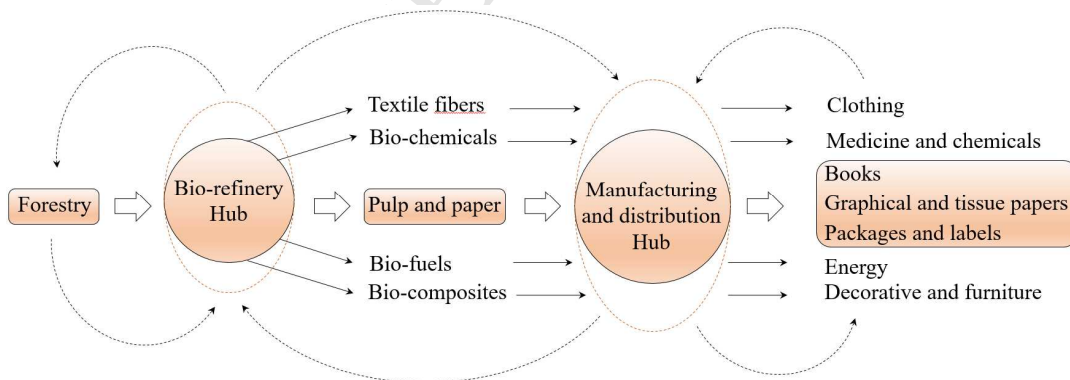 Textile fibers
Clothing
Bio-chemicals
Medicine and chemicals
Forestry
Bio-refinery
Hub
Pulp and paper
Manufacturing
and distribution
Hub
Books
Graphical and tissue papers
Packages and labels
Bio-fuels
Energy
Bio-composites
Decorative and furniture